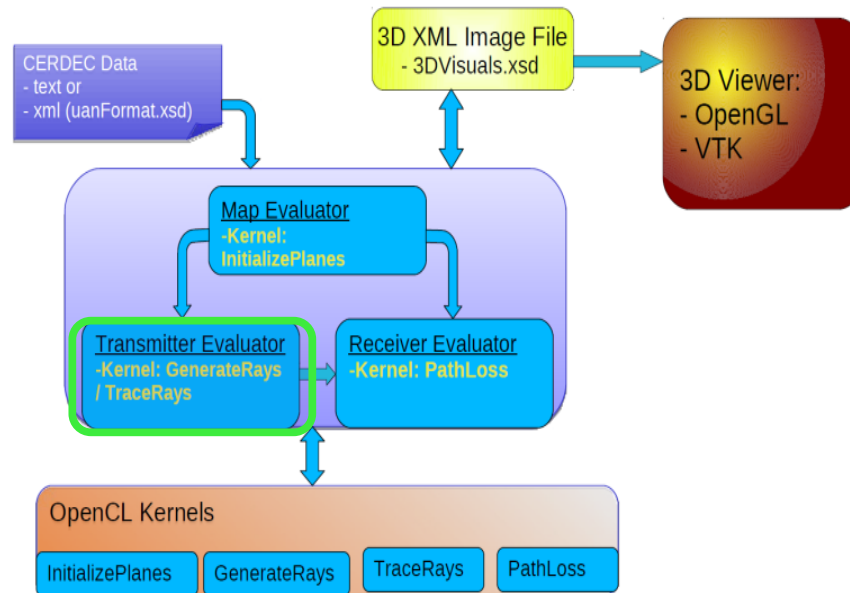 CERDEC Data
- text or
- xml (uanFormat.xsd)
3D XML Image File
- 3DVisuals.xsd
3D Viewer:
- OpenGL
- VTK
Map Evaluator
-Kernel:
InitializePlanes
Transmitter Evaluator
-Kernel: GenerateRays
/ TraceRays
Receiver Evaluator
-Kernel: PathLoss
OpenCL Kernels
InitializePlanes
GenerateRays
TraceRays
PathLoss